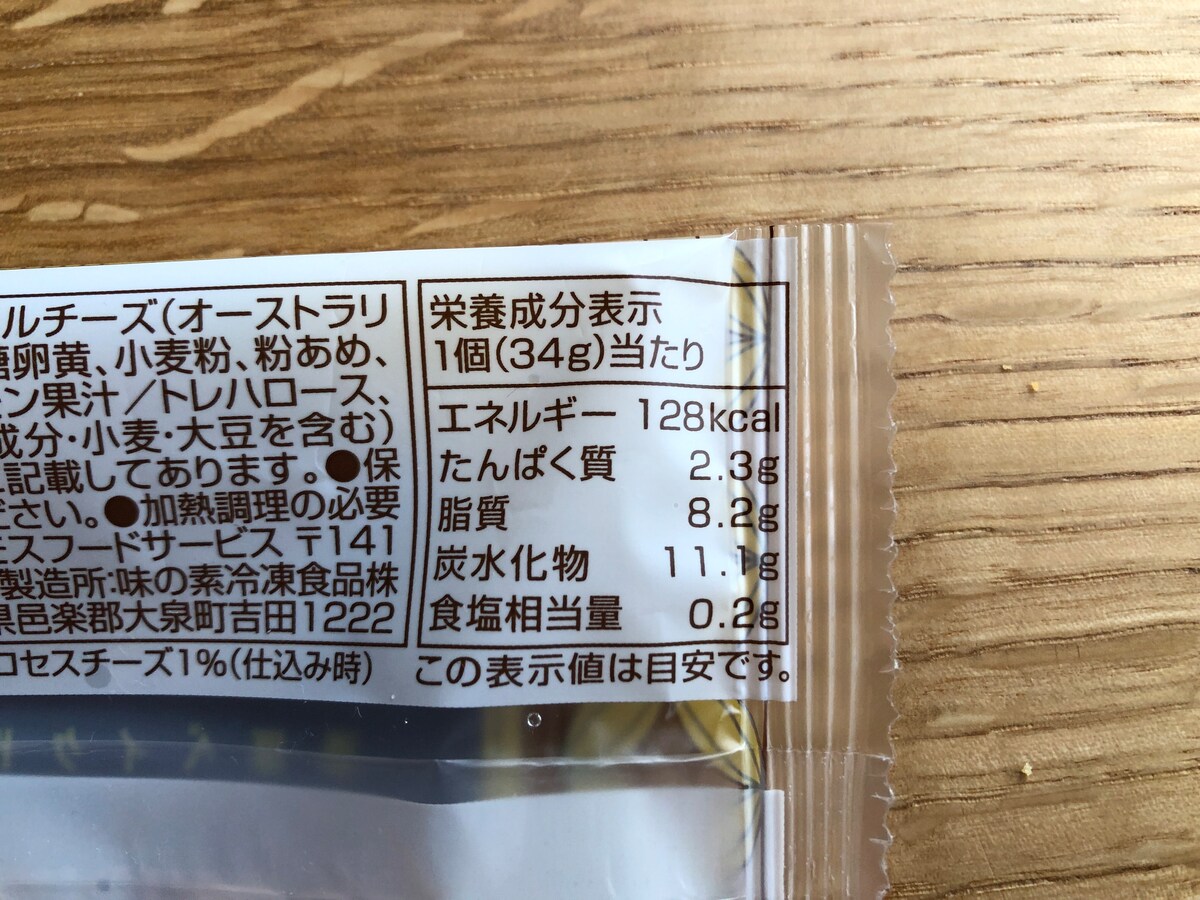 ルチーズ(オーストラリ
糖卵黄、小麦粉、粉あめ、
ン果汁/トレハロース、
成分・小麦・大豆を含む)
記載してあります。●保
ださい。●加熱調理の必要
エスフードサービス 〒141
製造所:味の素冷凍食品株
県邑楽郡大泉町吉田1222
ロセスチーズ1%(仕込み時)
栄養成分表示
1個(34g)当たり
エネルギー 128kcal
たんぱく質 2.3g
脂質 8.2g
炭水化物 11.1g
食塩相当量 0.2g
この表示値は目安です。